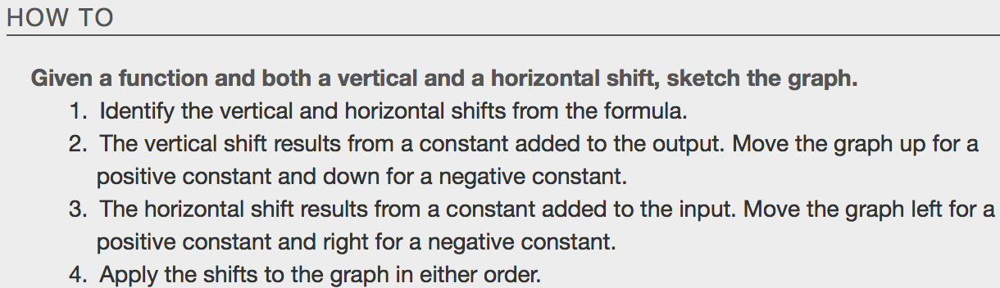 HOW TO
Given a function and both a vertical and a horizontal shift, sketch the graph.
1. Identify the vertical and horizontal shifts from the formula.
2. The vertical shift results from a constant added to the output. Move the graph up for a
positive constant and down for a negative constant.
3. The horizontal shift results from a constant added to the input. Move the graph left for a
positive constant and right for a negative constant.
4. Apply the shifts to the graph in either order.